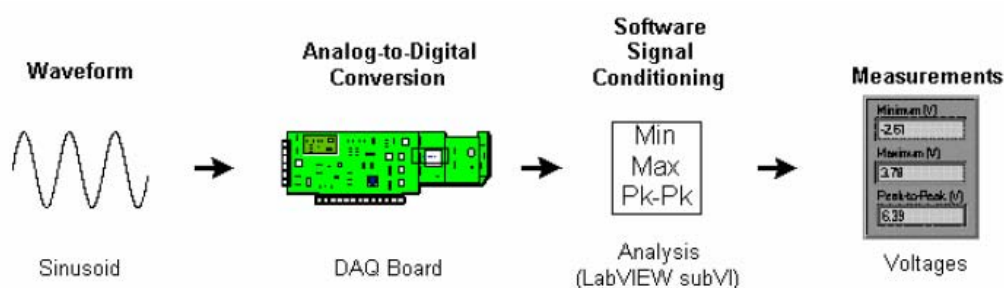 Waveform
Analog-to-Digital
Conversion
Software
Signal
Conditioning
Measurements
Min
Max
Pk-Pk
Minimum (V)
-2.61
Maximum (V)
3.78
Peak-to-Peak (V)
6.39
Sinusoid
DAQ Board
Analysis
(LabVIEW subVI)
Voltages